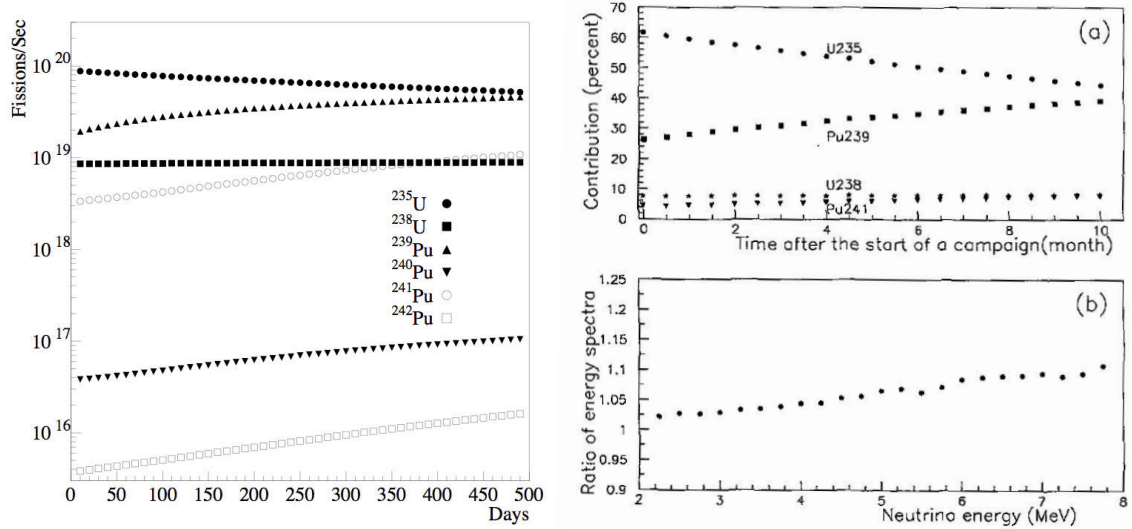 Fissions/Sec
10 20
10 19
10 18
10 17
10 16
235U
238U
239Pu
240Pu
241Pu
242Pu
0 50 100 150 200 250 300 350 400 450 500
Days
(a)
Contribution (percent)
70
60
50
40
30
20
10
0
U235
Pu239
U238
Pu241
0 2 4 6 8 10
Time after the start of a campaign(month)
(b)
Ratio of energy spectra
1.25
1.2
1.15
1.1
1.05
1
0.95
0.9
2 3 4 5 6 7 8
Neutrino energy (MeV)